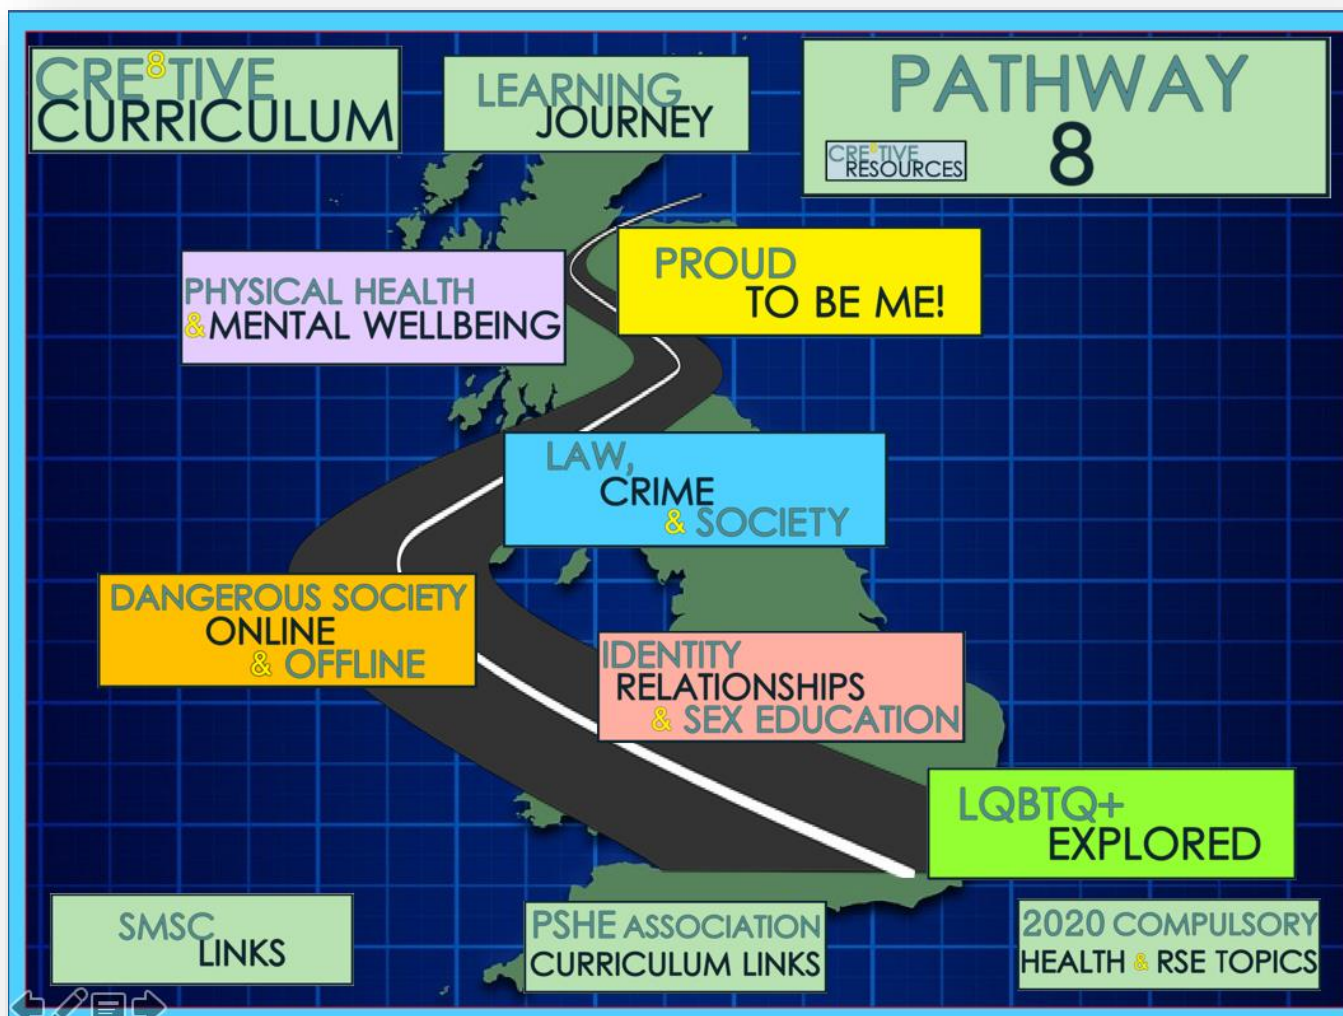 CRE8TIVE
CURRICULUM
LEARNING
JOURNEY
PATHWAY
8
CRE8TIVE
RESOURCES
PHYSICAL HEALTH
& MENTAL WELLBEING
PROUD
TO BE ME!
LAW,
CRIME
& SOCIETY
DANGEROUS SOCIETY
ONLINE
& OFFLINE
IDENTITY
RELATIONSHIPS
& SEX EDUCATION
LQBTQ+
EXPLORED
SMSC
LINKS
PSHE ASSOCIATION
CURRICULUM LINKS
2020 COMPULSORY
HEALTH & RSE TOPICS